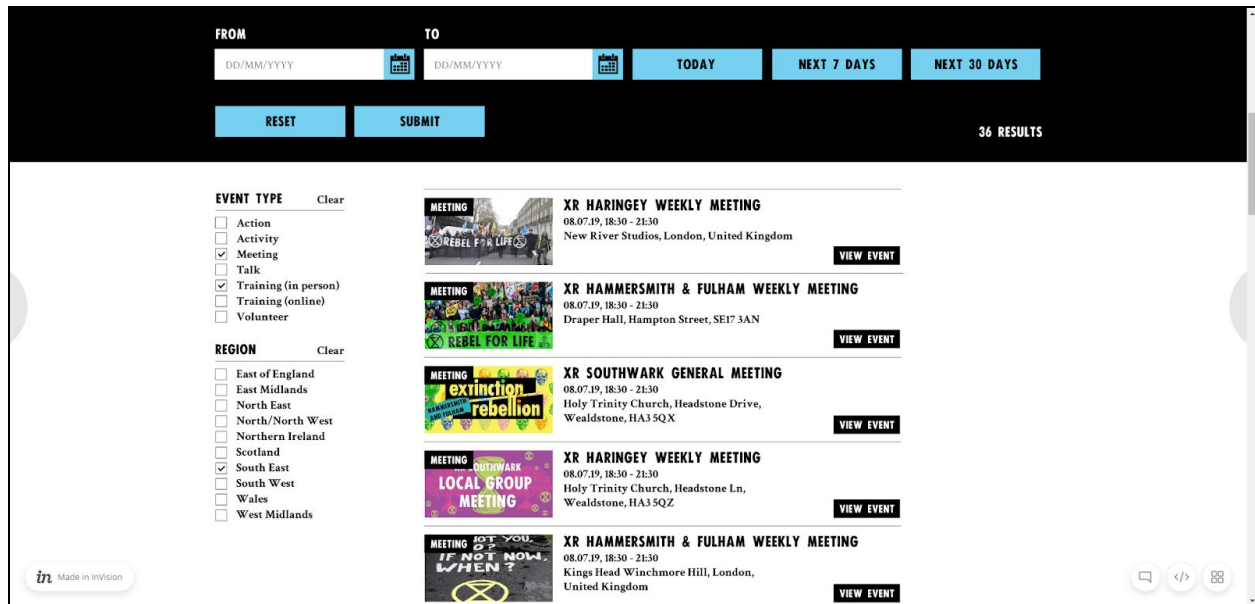 FROM
TO
DD/MM/YYYY
DD/MM/YYYY
TODAY
NEXT 7 DAYS
NEXT 30 DAYS
RESET
SUBMIT
36 RESULTS
EVENT TYPE
Clear
Action
Activity
Meeting
Talk
Training (in person)
Training (online)
Volunteer
REGION
Clear
East of England
East Midlands
North East
North/North West
Northern Ireland
Scotland
South East
South West
Wales
West Midlands
MEETING
REBEL FOR LIFE
XR HARINGEY WEEKLY MEETING
08.07.19, 18:30 - 21:30
New River Studios, London, United Kingdom
VIEW EVENT
MEETING
REBEL FOR LIFE
XR HAMMERSMITH & FULHAM WEEKLY MEETING
08.07.19, 18:30 - 21:30
Draper Hall, Hampton Street, SE17 3AN
VIEW EVENT
MEETING
extinction
HAMMERSMITH
AND FULHAM
rebellion
XR SOUTHWARK GENERAL MEETING
08.07.19, 18:30 - 21:30
Holy Trinity Church, Headstone Drive,
Wealdstone, HA3 5QX
VIEW EVENT
MEETING
SOUTHWARK
LOCAL GROUP
MEETING
XR HARINGEY WEEKLY MEETING
08.07.19, 18:30 - 21:30
Holy Trinity Church, Headstone Ln,
Wealdstone, HA3 5QZ
VIEW EVENT
MEETING
YOU,
IF NOT NOW,
WHEN?
XR HAMMERSMITH & FULHAM WEEKLY MEETING
08.07.19, 18:30 - 21:30
Kings Head Winchmore Hill, London,
United Kingdom
VIEW EVENT
in Made in InVision